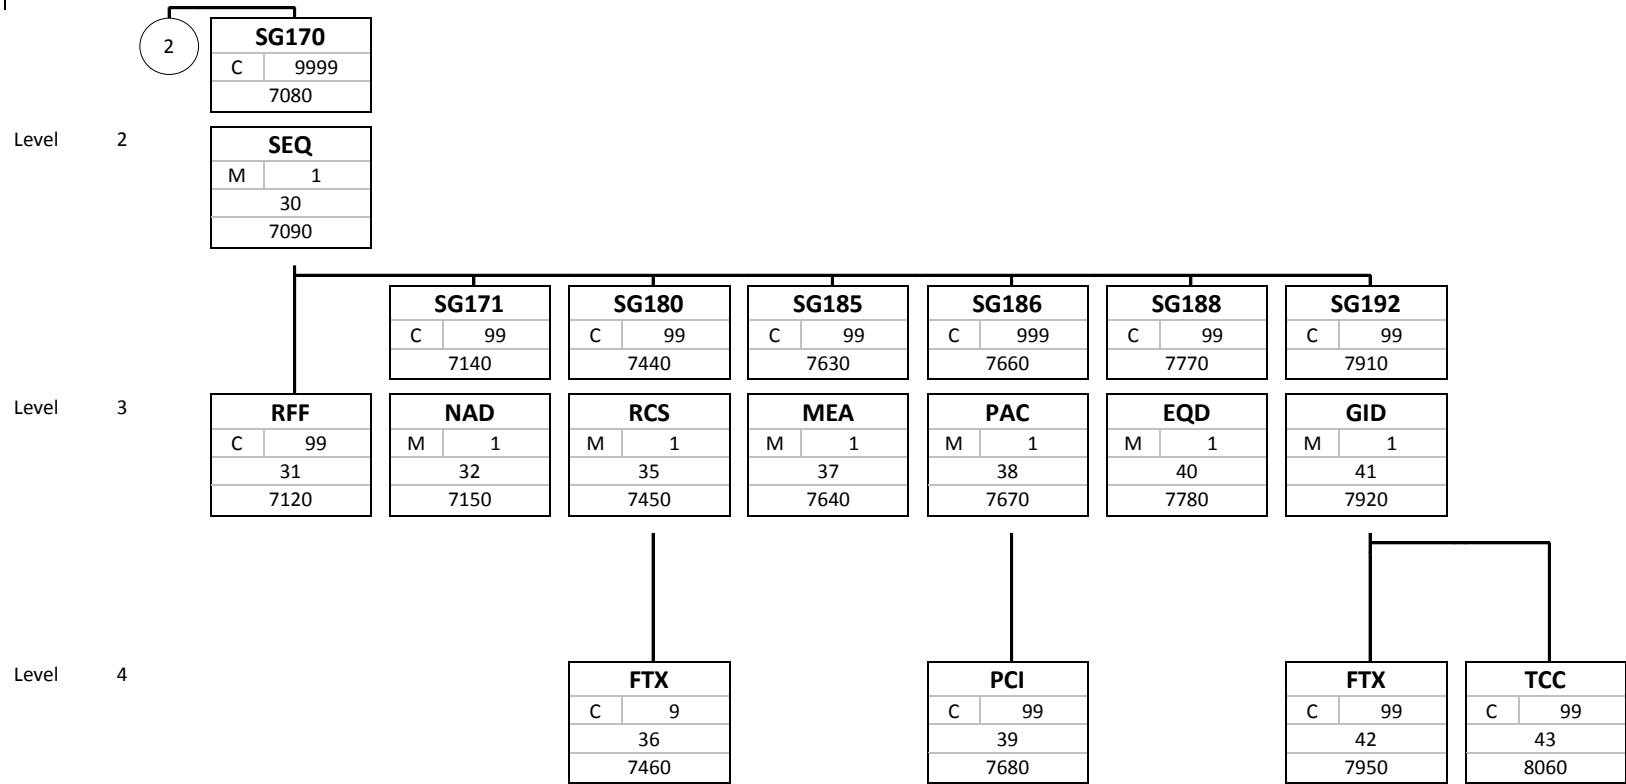 2
SG170
C 9999
7080
Level 2
SEQ
M 1
30
7090
SG171 SG180 SG185 SG186 SG188 SG192
C 99 C 99 C 99 C 999 C 99 C 99
7140 7440 7630 7660 7770 7910
Level 3
RFF NAD RCS MEA PAC EQD GID
C 99 M 1 M 1 M 1 M 1 M 1 M 1
31 32 35 37 38 40 41
7120 7150 7450 7640 7670 7780 7920
Level 4
FTX PCI FTX TCC
C 9 C 99 C 99 C 99
36 39 42 43
7460 7680 7950 8060